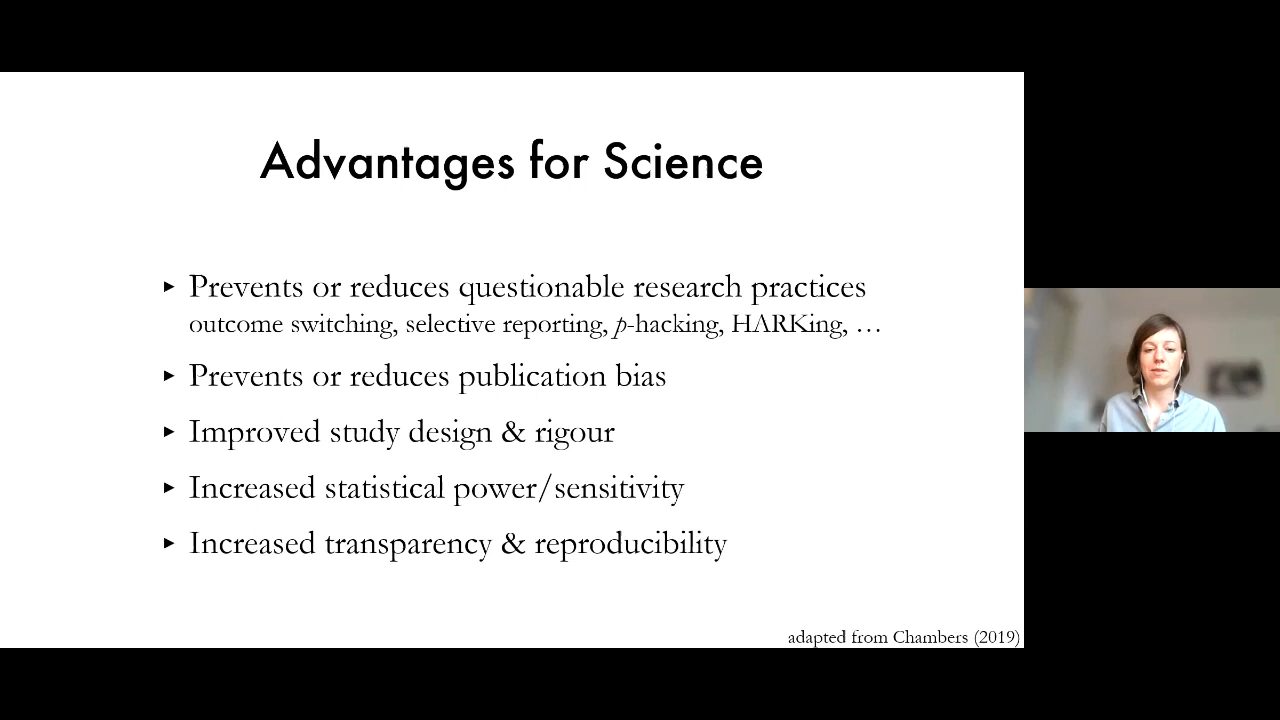 Advantages for Science
▸ Prevents or reduces questionable research practices
outcome switching, selective reporting, p-hacking, HARKing, …
▸ Prevents or reduces publication bias
▸ Improved study design & rigour
▸ Increased statistical power/sensitivity
▸ Increased transparency & reproducibility
adapted from Chambers (2019)